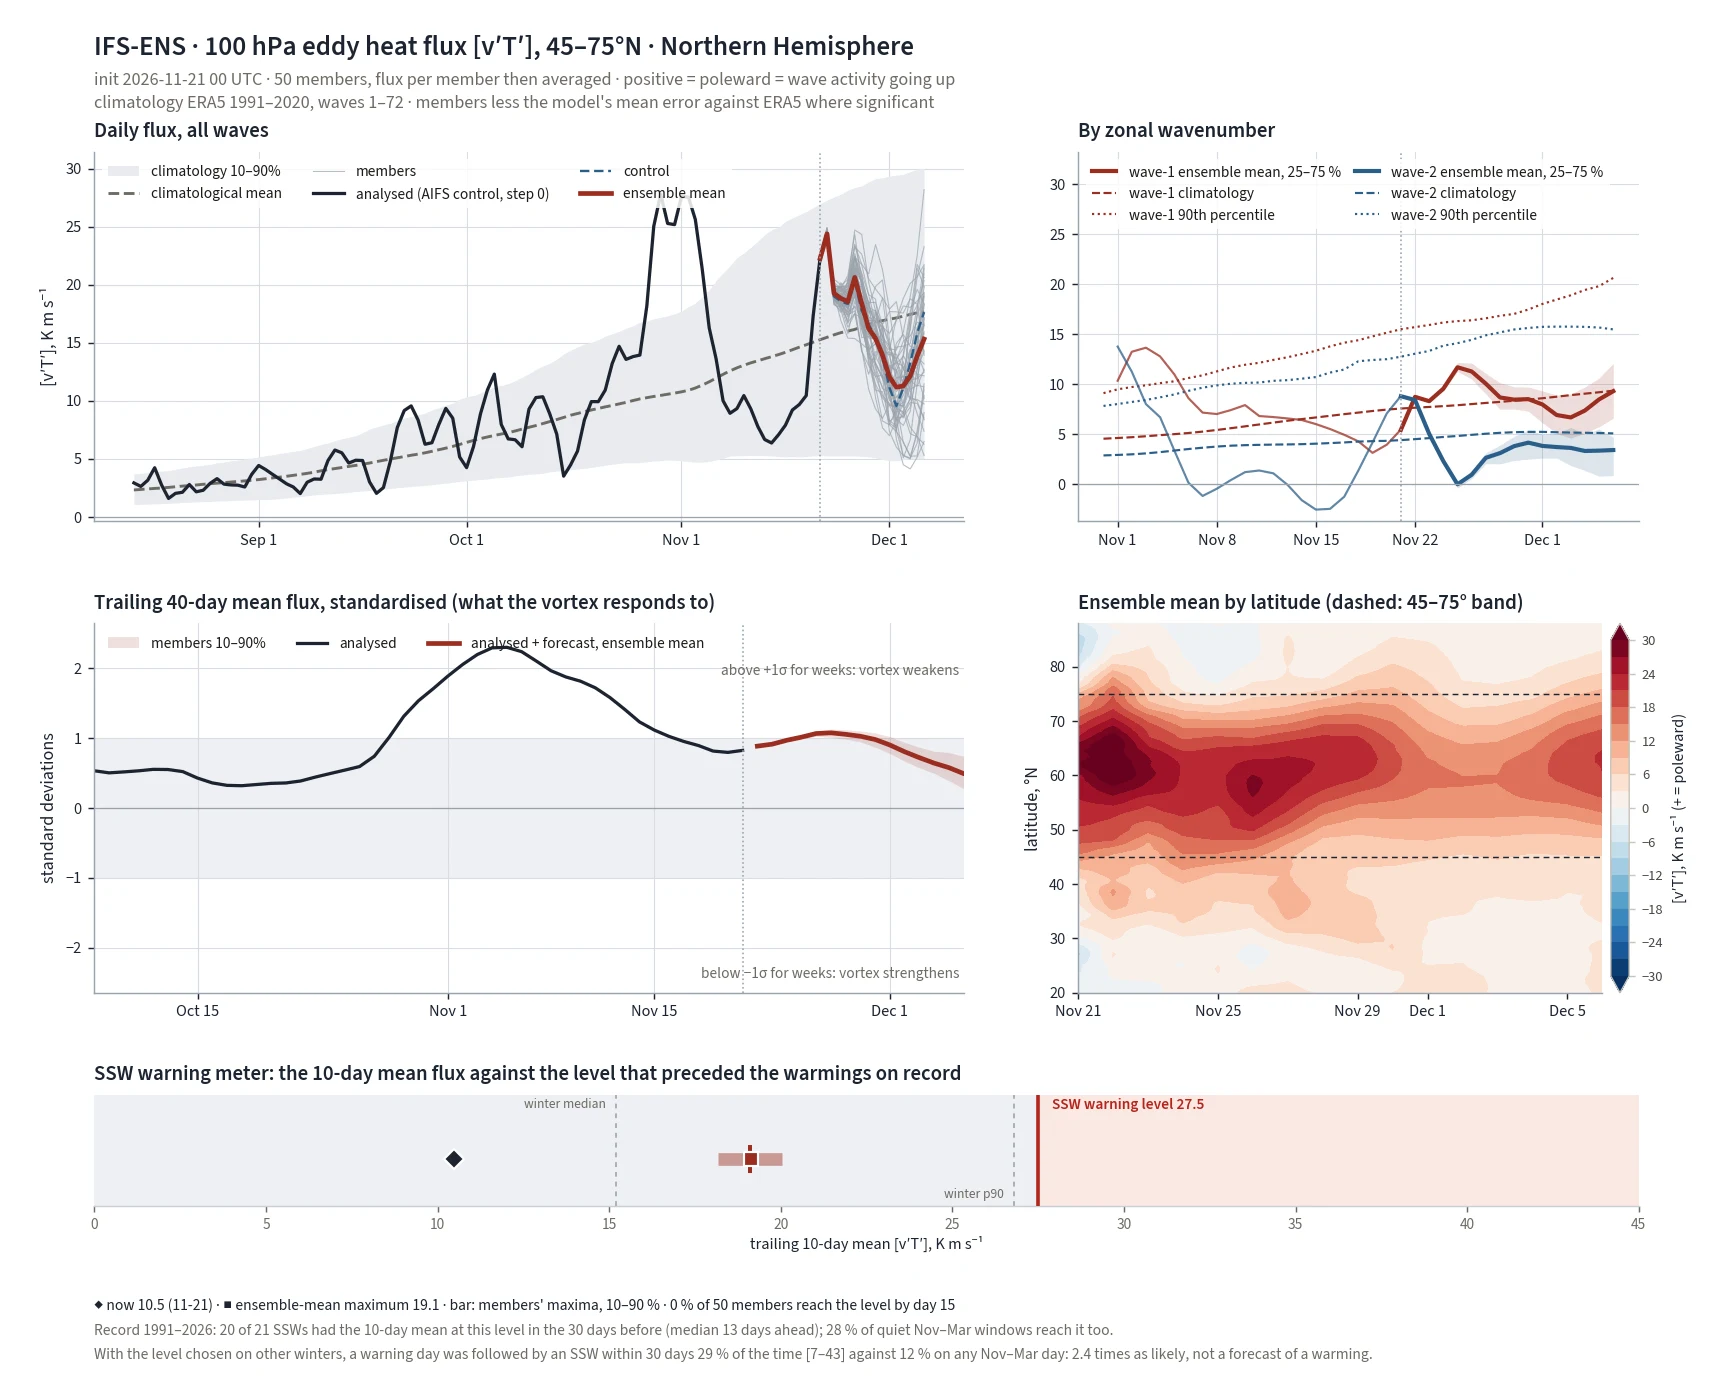 IFS-ENS · 100 hPa eddy heat flux [v′T′], 45–75°N · Northern Hemisphere
init 2026-11-21 00 UTC · 50 members, flux per member then averaged · positive = poleward = wave activity going up
climatology ERA5 1991–2020, waves 1–72 · members less the model's mean error against ERA5 where significant
Daily flux, all waves
climatology 10–90%
members
control
climatological mean
analysed (AIFS control, step 0)
ensemble mean
[v′T′], K m s⁻¹
30
25
20
15
10
5
0
Sep 1
Oct 1
Nov 1
Dec 1
By zonal wavenumber
wave-1 ensemble mean, 25–75 %
wave-2 ensemble mean, 25–75 %
wave-1 climatology
wave-2 climatology
wave-1 90th percentile
wave-2 90th percentile
30
25
20
15
10
5
0
Nov 1
Nov 8
Nov 15
Nov 22
Dec 1
Trailing 40-day mean flux, standardised (what the vortex responds to)
members 10–90%
analysed
analysed + forecast, ensemble mean
above +1σ for weeks: vortex weakens
below −1σ for weeks: vortex strengthens
standard deviations
2
1
0
−1
−2
Oct 15
Nov 1
Nov 15
Dec 1
Ensemble mean by latitude (dashed: 45–75° band)
latitude, °N
80
70
60
50
40
30
20
Nov 21
Nov 25
Nov 29
Dec 1
Dec 5
30
24
18
12
6
0
−6
−12
−18
−24
−30
[v′T′], K m s⁻¹ (+ = poleward)
SSW warning meter: the 10-day mean flux against the level that preceded the warmings on record
winter median
winter p90
SSW warning level 27.5
0
5
10
15
20
25
30
35
40
45
trailing 10-day mean [v′T′], K m s⁻¹
◆ now 10.5 (11-21) · ■ ensemble-mean maximum 19.1 · bar: members' maxima, 10–90 % · 0 % of 50 members reach the level by day 15
Record 1991–2026: 20 of 21 SSWs had the 10-day mean at this level in the 30 days before (median 13 days ahead); 28 % of quiet Nov–Mar windows reach it too.
With the level chosen on other winters, a warning day was followed by an SSW within 30 days 29 % of the time [7–43] against 12 % on any Nov–Mar day: 2.4 times as likely, not a forecast of a warming.